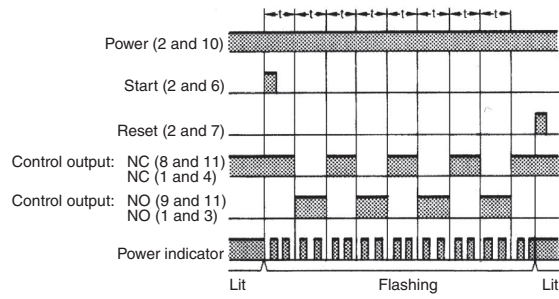 t t t t t t t t
Power (2 and 10)
Start (2 and 6)
Reset (2 and 7)
Control output: NC (8 and 11)
NC (1 and 4)
Control output: NO (9 and 11)
NO (1 and 3)
Power indicator
Lit Flashing Lit